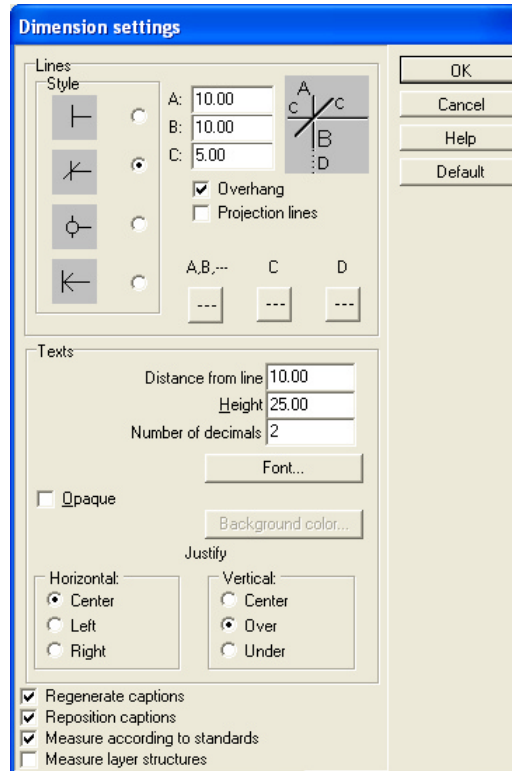 Dimension settings
Lines
Style
A: 10.00
B: 10.00
C: 5.00
A
C C
B
D
Overhang
Projection lines
A,B,--- C D
--- --- ---
Texts
Distance from line 10.00
Height 25.00
Number of decimals 2
Font...
Opaque
Background color...
Justify
Horizontal:
Center
Left
Right
Vertical:
Center
Over
Under
Regenerate captions
Reposition captions
Measure according to standards
Measure layer structures
OK
Cancel
Help
Default